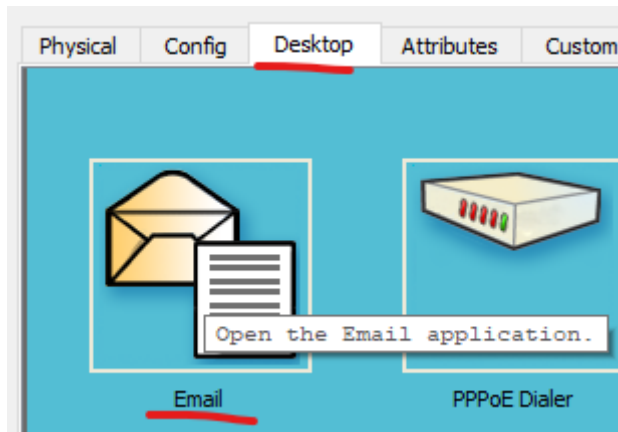 Physical Config Desktop Attributes Custom
Open the Email application.
Email PPPoE Dialer